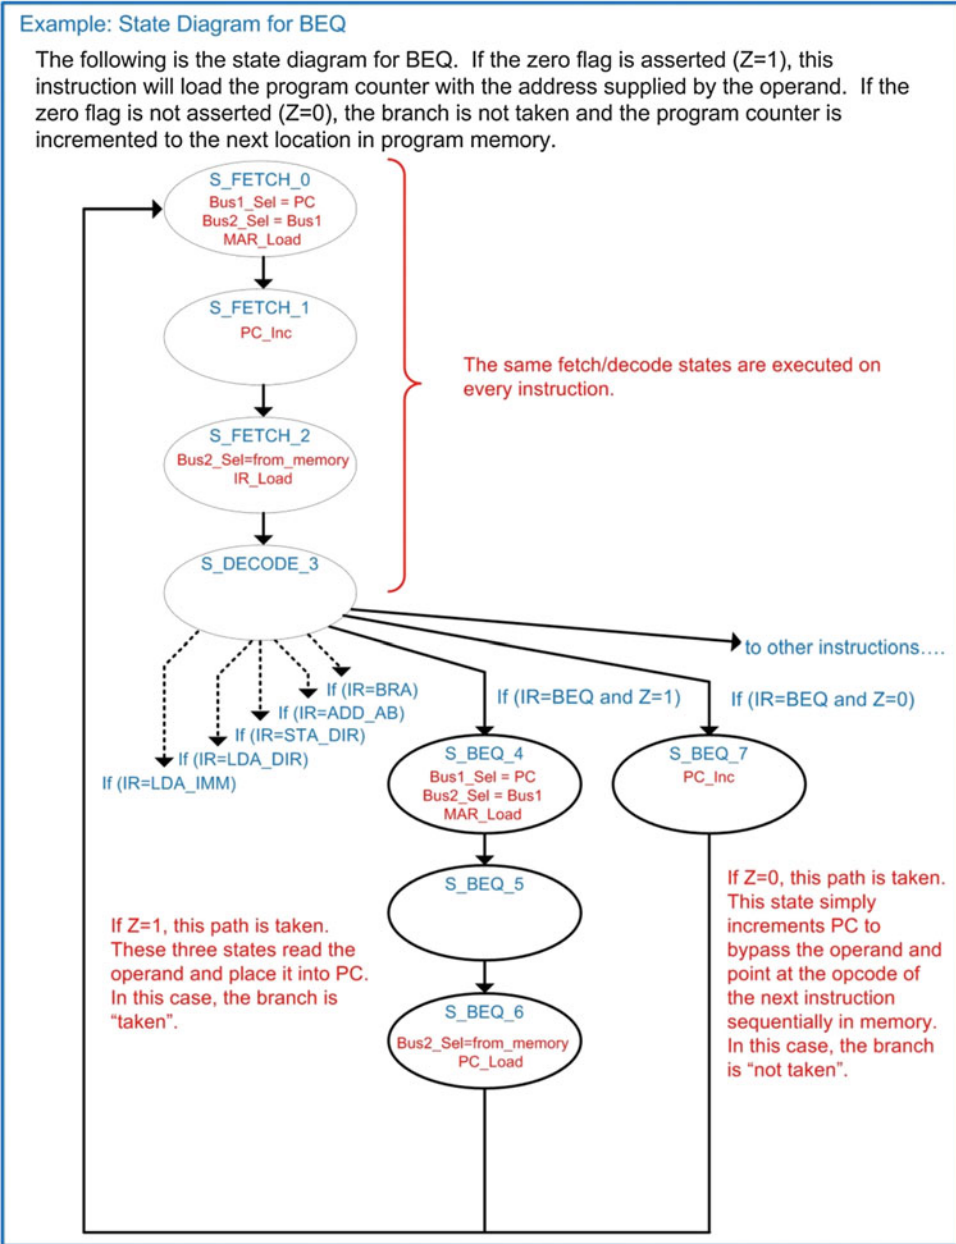 Example: State Diagram for BEQ
The following is the state diagram for BEQ.  If the zero flag is asserted (Z=1), this
instruction will load the program counter with the address supplied by the operand.  If the
zero flag is not asserted (Z=0), the branch is not taken and the program counter is
incremented to the next location in program memory.
S_FETCH_0
Bus1_Sel = PC
Bus2_Sel = Bus1
MAR_Load
S_FETCH_1
PC_Inc
The same fetch/decode states are executed on
every instruction.
S_FETCH_2
Bus2_Sel=from_memory
IR_Load
S_DECODE_3
to other instructions....
If (IR=BRA)
If (IR=ADD_AB)
If (IR=STA_DIR)
If (IR=LDA_DIR)
If (IR=LDA_IMM)
If (IR=BEQ and Z=1)
If (IR=BEQ and Z=0)
S_BEQ_4
Bus1_Sel = PC
Bus2_Sel = Bus1
MAR_Load
S_BEQ_7
PC_Inc
S_BEQ_5
If Z=1, this path is taken.
These three states read the
operand and place it into PC.
In this case, the branch is
“taken”.
If Z=0, this path is taken.
This state simply
increments PC to
bypass the operand and
point at the opcode of
the next instruction
sequentially in memory.
In this case, the branch
is “not taken”.
S_BEQ_6
Bus2_Sel=from_memory
PC_Load